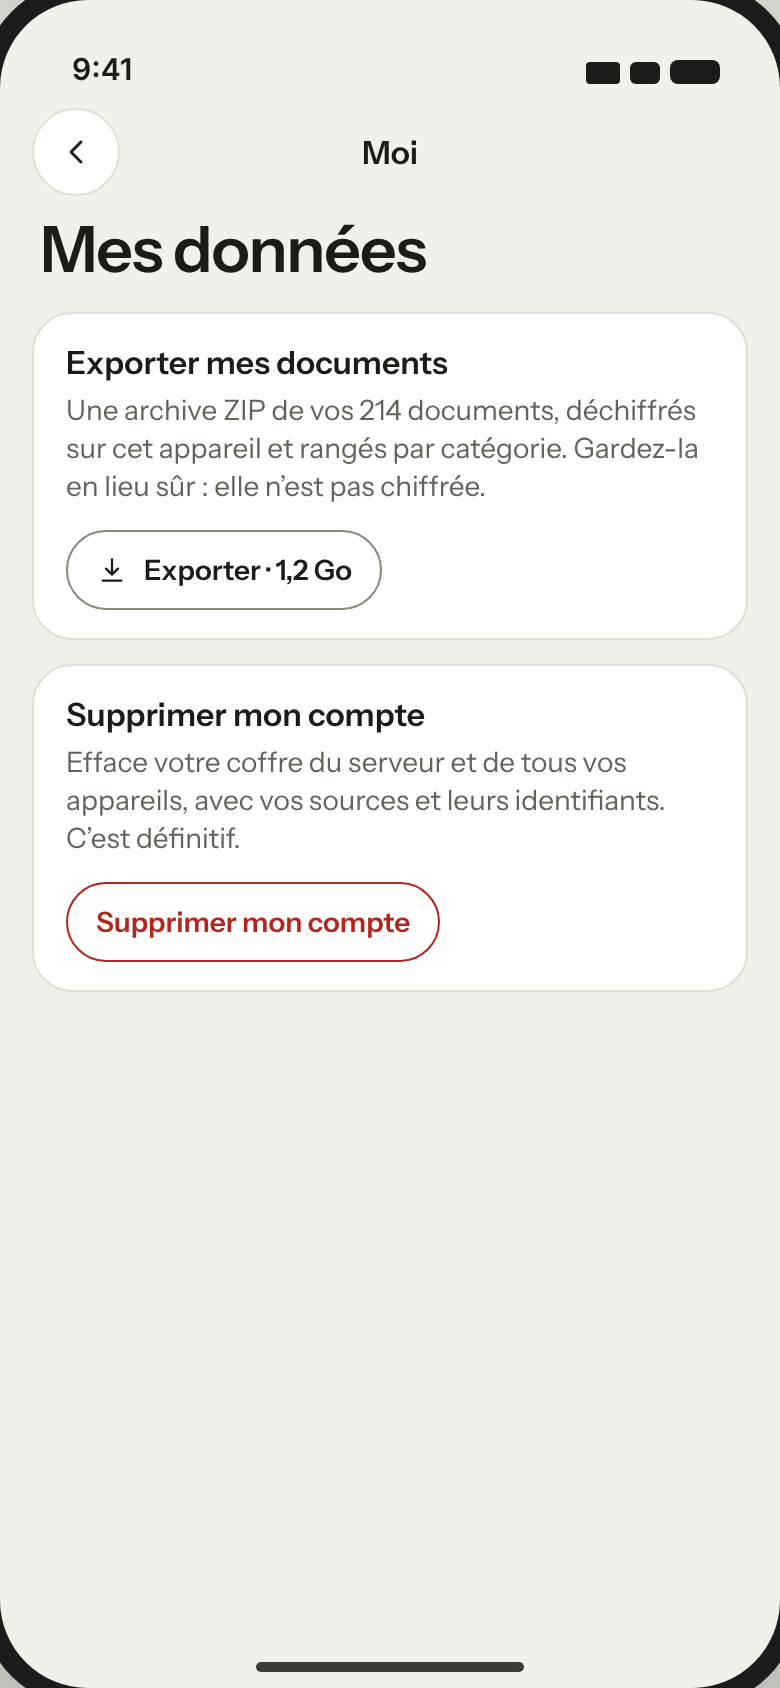 9:41
Moi
Mes données
Exporter mes documents
Une archive ZIP de vos 214 documents, déchiffrés
sur cet appareil et rangés par catégorie. Gardez-la
en lieu sûr : elle n’est pas chiffrée.
Exporter · 1,2 Go
Supprimer mon compte
Efface votre coffre du serveur et de tous vos
appareils, avec vos sources et leurs identifiants.
C’est définitif.
Supprimer mon compte